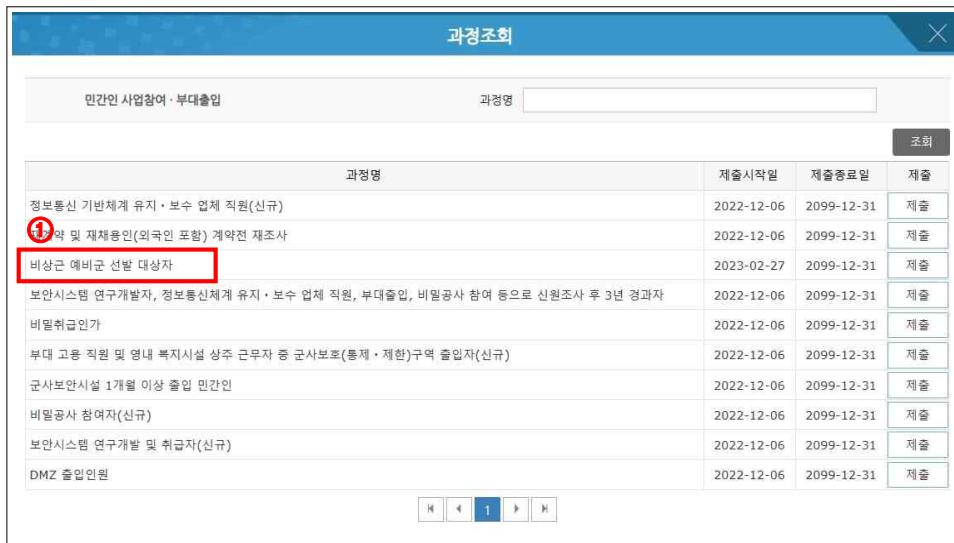 과정조회
민간인 사업참여 · 부대출입 과정명
조회
과정명 제출시작일 제출종료일 제출
정보통신 기반체계 유지 · 보수 업체 직원(신규) 2022-12-06 2099-12-31 제출
① 약 및 재채용인(외국인 포함) 계약전 재조사 2022-12-06 2099-12-31 제출
비상근 예비군 선발 대상자 2023-02-27 2099-12-31 제출
보안시스템 연구개발자, 정보통신체계 유지 · 보수 업체 직원, 부대출입, 비밀공사 참여 등으로 신원조사 후 3년 경과자 2022-12-06 2099-12-31 제출
비밀취급인가 2022-12-06 2099-12-31 제출
부대 고용 직원 및 영내 복지시설 상주 근무자 중 군사보호(통제 · 제한)구역 출입자(신규) 2022-12-06 2099-12-31 제출
군사보안시설 1개월 이상 출입 민간인 2022-12-06 2099-12-31 제출
비밀공사 참여자(신규) 2022-12-06 2099-12-31 제출
보안시스템 연구개발 및 취급자(신규) 2022-12-06 2099-12-31 제출
DMZ 출입인원 2022-12-06 2099-12-31 제출
1